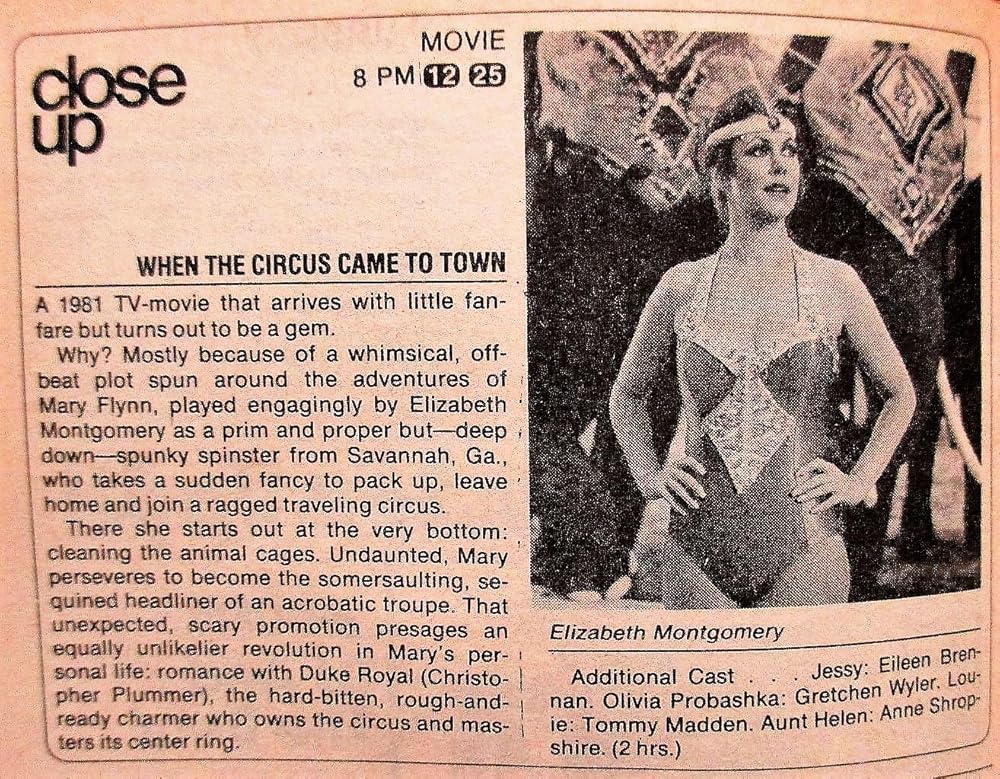 close
up
MOVIE
8 PM 12 25
WHEN THE CIRCUS CAME TO TOWN
A 1981 TV-movie that arrives with little fan-
fare but turns out to be a gem.
Why? Mostly because of a whimsical, off-
beat plot spun around the adventures of
Mary Flynn, played engagingly by Elizabeth
Montgomery as a prim and proper but—deep
down—spunky spinster from Savannah, Ga.,
who takes a sudden fancy to pack up, leave
home and join a ragged traveling circus.
There she starts out at the very bottom:
cleaning the animal cages. Undaunted, Mary
perseveres to become the somersaulting, se-
quined headliner of an acrobatic troupe. That
unexpected, scary promotion presages an
equally unlikelier revolution in Mary's per-
sonal life: romance with Duke Royal (Christo-
pher Plummer), the hard-bitten, rough-and-
ready charmer who owns the circus and mas-
ters its center ring.
Elizabeth Montgomery
Additional Cast . . . Jessy: Eileen Bren-
nan. Olivia Probashka: Gretchen Wyler. Lou-
ie: Tommy Madden. Aunt Helen: Anne Shrop-
shire. (2 hrs.)